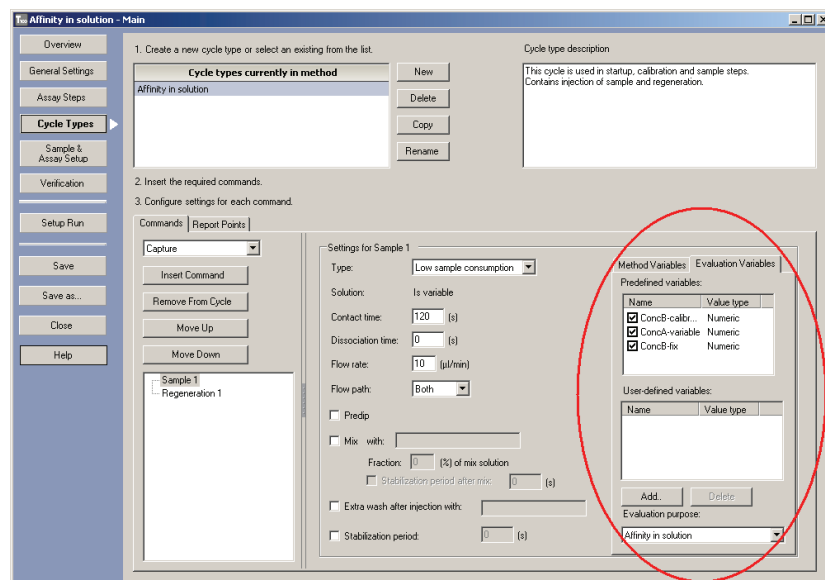 T100 Affinity in solution - Main
Overview
General Settings
Assay Steps
Cycle Types
Sample &
Assay Setup
Verification
Setup Run
Save
Save as...
Close
Help
1. Create a new cycle type or select an existing from the list.
Cycle types currently in method
Affinity in solution
New
Delete
Copy
Rename
Cycle type description
This cycle is used in startup, calibration and sample steps.
Contains injection of sample and regeneration.
2. Insert the required commands.
3. Configure settings for each command.
Commands Report Points
Capture
Insert Command
Remove From Cycle
Move Up
Move Down
Sample 1
Regeneration 1
Settings for Sample 1
Type: Low sample consumption
Solution: Is variable
Contact time: 120 (s)
Dissociation time: 0 (s)
Flow rate: 10 (µl/min)
Flow path: Both
Predip
Mix with:
Fraction: 0 (%) of mix solution
Stabilization period after mix: 0 (s)
Extra wash after injection with:
Stabilization period: 0 (s)
Method Variables Evaluation Variables
Predefined variables:
Name Value type
ConcB-calibr... Numeric
ConcA-variable Numeric
ConcB-fix Numeric
User-defined variables:
Name Value type
Add.. Delete
Evaluation purpose:
Affinity in solution